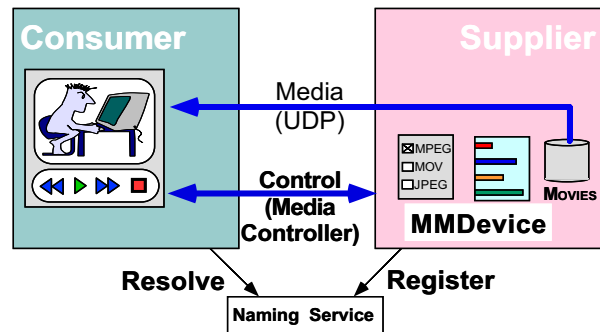 Consumer
Supplier
Media
(UDP)
MPEG
MOV
JPEG
MOVIES
Control
(Media
Controller)
MMDevice
Resolve
Register
Naming Service